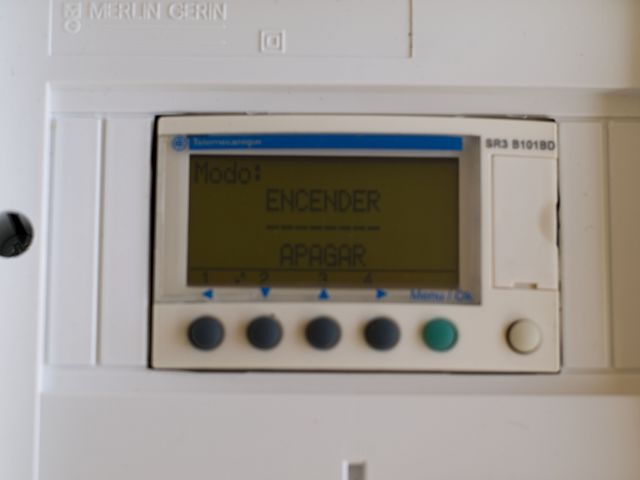 MERLIN GERIN
Telemecanique
SR3 B101BD
Modo:
ENCENDER
APAGAR
1 2 3 4
Menu / OK